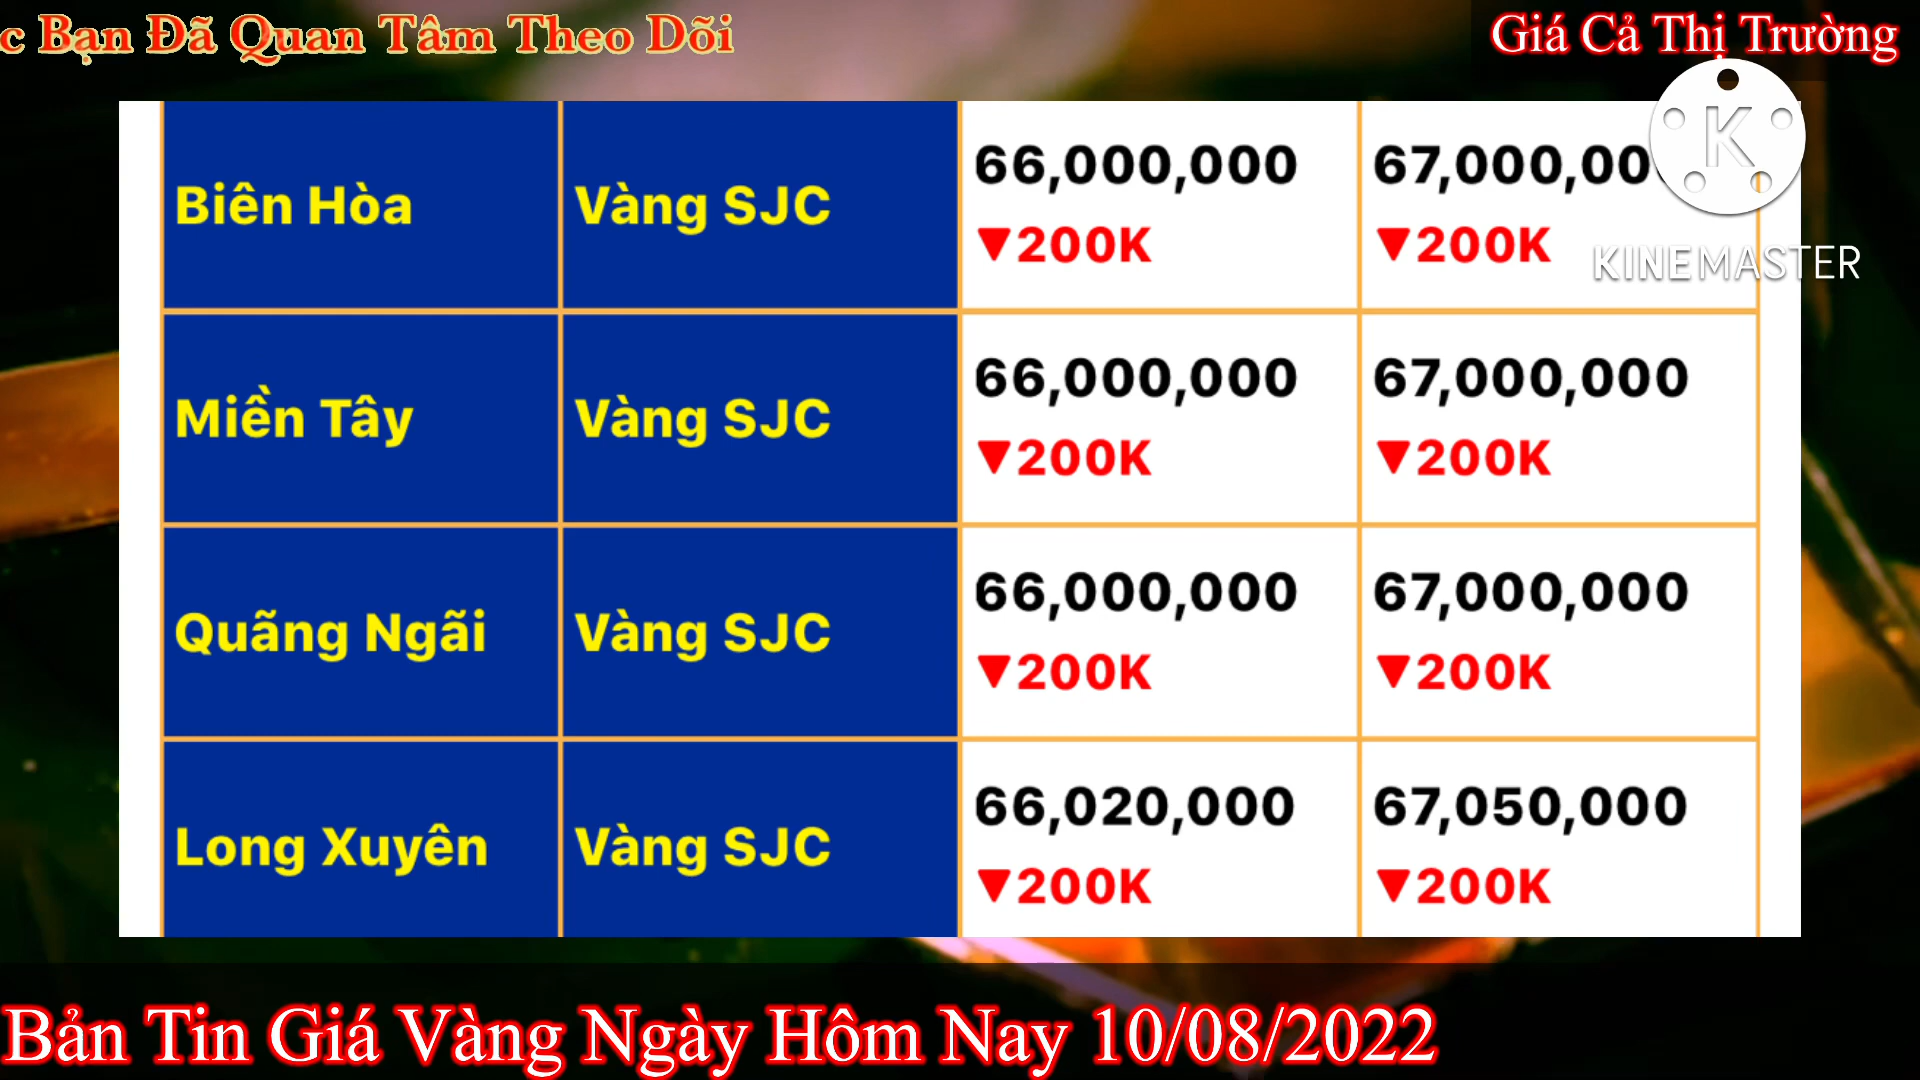 c Bạn Đã Quan Tâm Theo Dõi
Giá Cả Thị Trường
Biên Hòa Vàng SJC 66,000,000 67,000,00
▼200K ▼200K
K
KINEMASTER
Miền Tây Vàng SJC 66,000,000 67,000,000
▼200K ▼200K
Quãng Ngãi Vàng SJC 66,000,000 67,000,000
▼200K ▼200K
Long Xuyên Vàng SJC 66,020,000 67,050,000
▼200K ▼200K
Bản Tin Giá Vàng Ngày Hôm Nay 10/08/2022